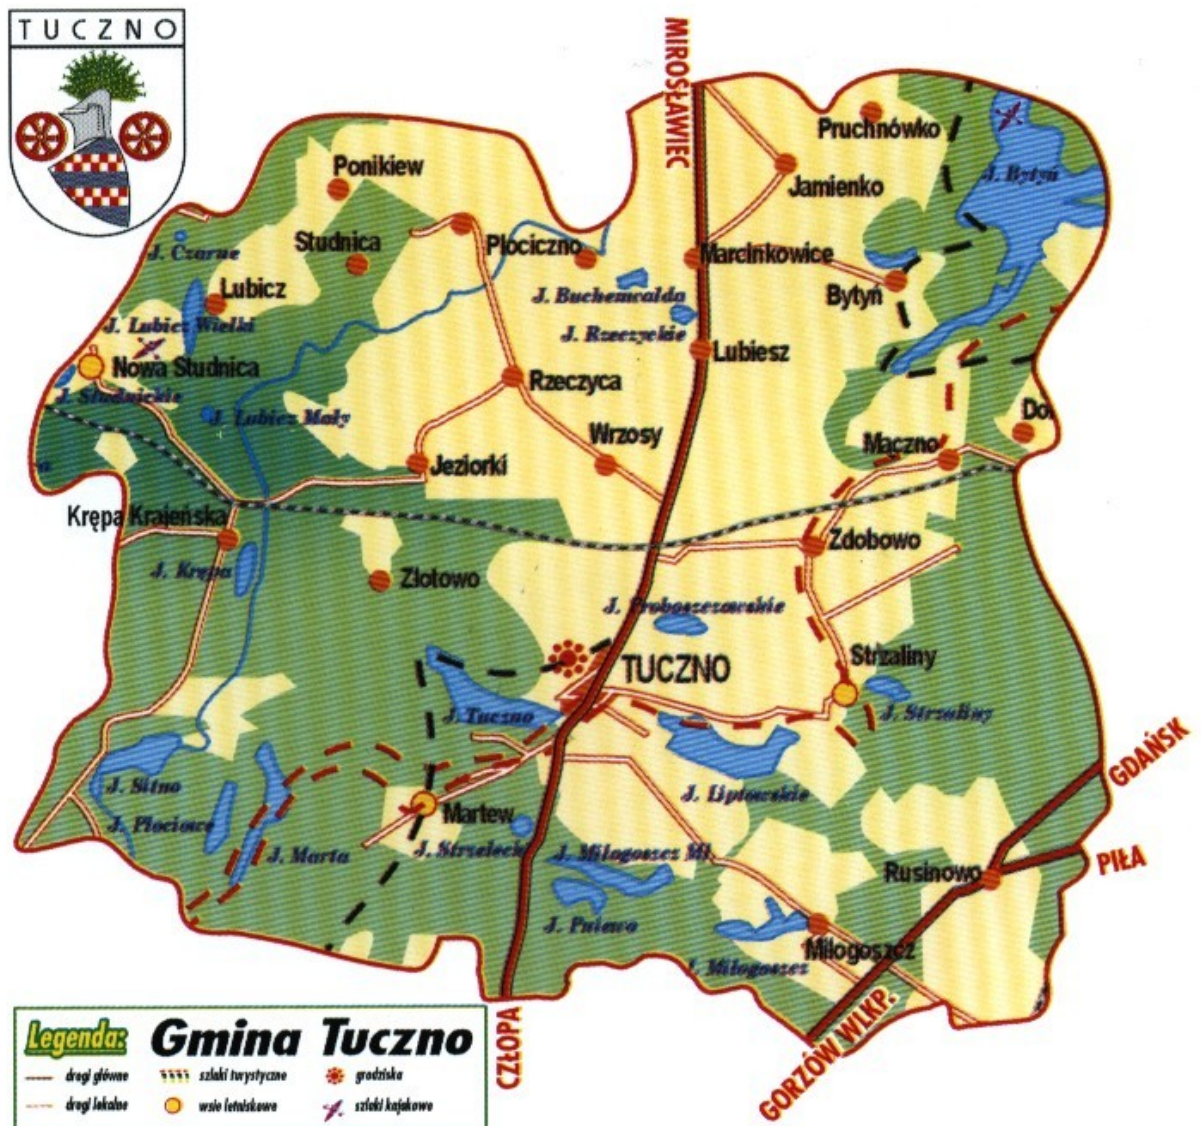 TUCZNO
MIROSŁAWIEC
Pruchnówko
Ponikiew
Jamienko
J. Bytyń
Studnica
Płociczno
Marcinkowice
J. Czarne
Lubicz
J. Buchenwalda
Bytyń
J. Lubicz Wielki
J. Rzeczyckie
Lubiesz
Nowa Studnica
Rzeczyca
J. Studnickie
J. Lubicz Mały
Wrzosy
Mączno
Jeziorki
Krępa Krajeńska
Zdobowo
J. Krępa
Złotowo
J. Proboszczowskie
TUCZNO
Strzaliny
J. Tuczno
J. Strzaliny
GDAŃSK
J. Sitno
J. Liptowskie
J. Płociowe
Martew
J. Marta
J. Strzelecki
J. Miłogoszcz Mł.
PIŁA
Rusinowo
J. Pniewo
Miłogoszcz
J. Miłogoszcz
CZŁOPA
GORZÓW WLKP.
Legenda:
Gmina Tuczno
drogi główne
szlaki turystyczne
grodziska
drogi lokalne
wsie letniskowe
szlaki kajakowe